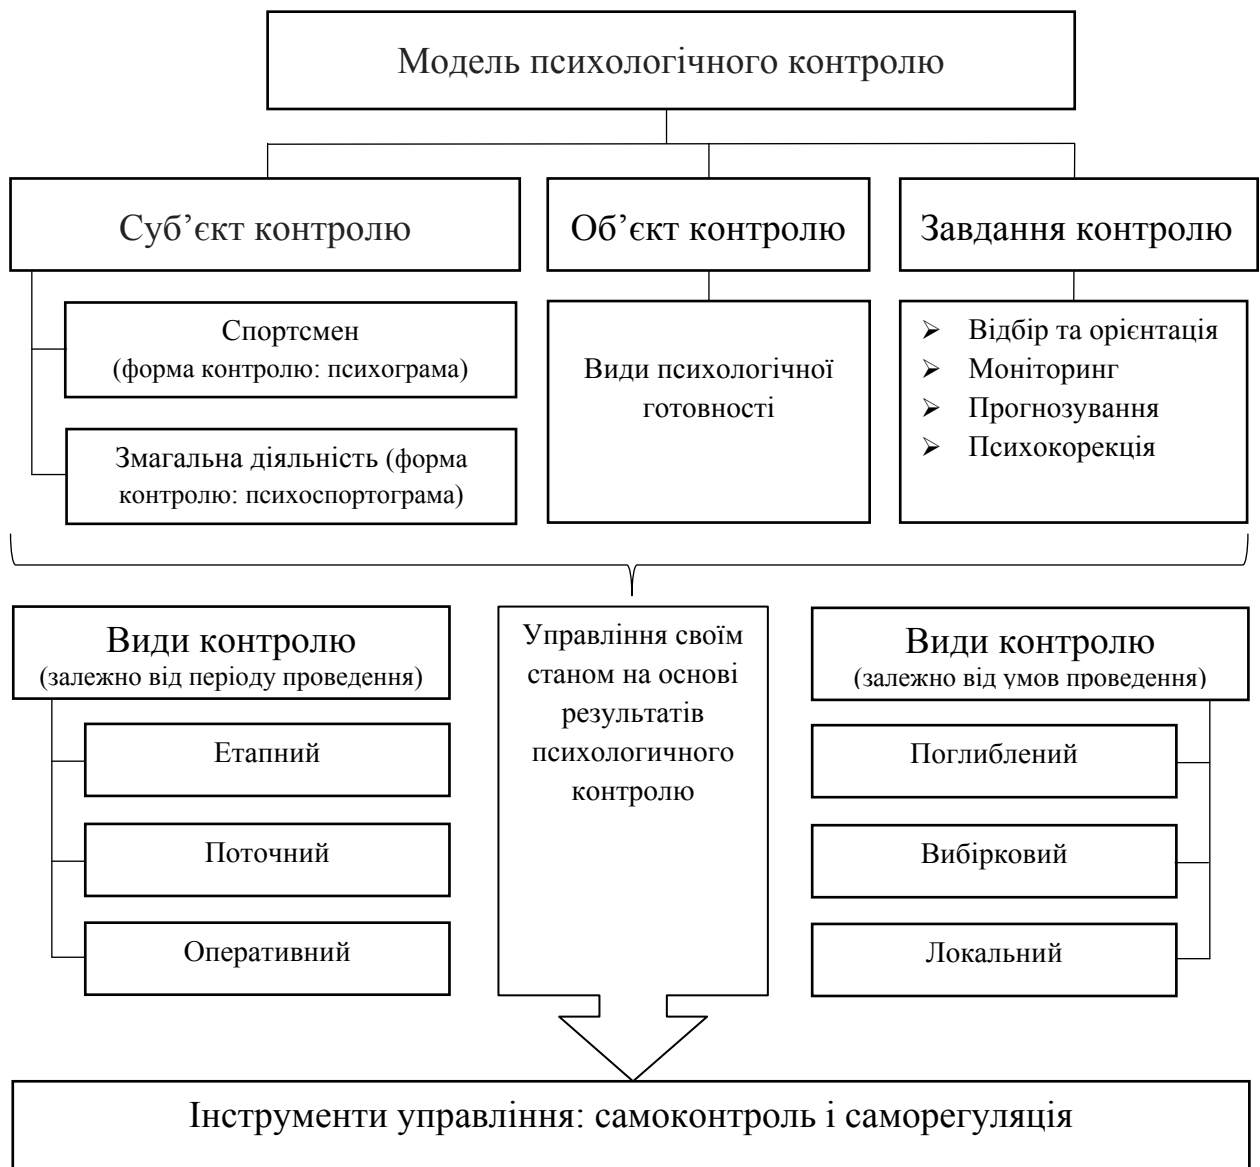 Модель психологічного контролю
Суб’єкт контролю
Об’єкт контролю
Завдання контролю
Спортсмен
(форма контролю: психограма)
Змагальна діяльність (форма
контролю: психоспортограма)
Види психологічної
готовності
Відбір та орієнтація
Моніторинг
Прогнозування
Психокорекція
Види контролю
(залежно від періоду проведення)
Етапний
Поточний
Оперативний
Управління своїм
станом на основі
результатів
психологичного
контролю
Види контролю
(залежно від умов проведення)
Поглиблений
Вибірковий
Локальний
Інструменти управління: самоконтроль і саморегуляція